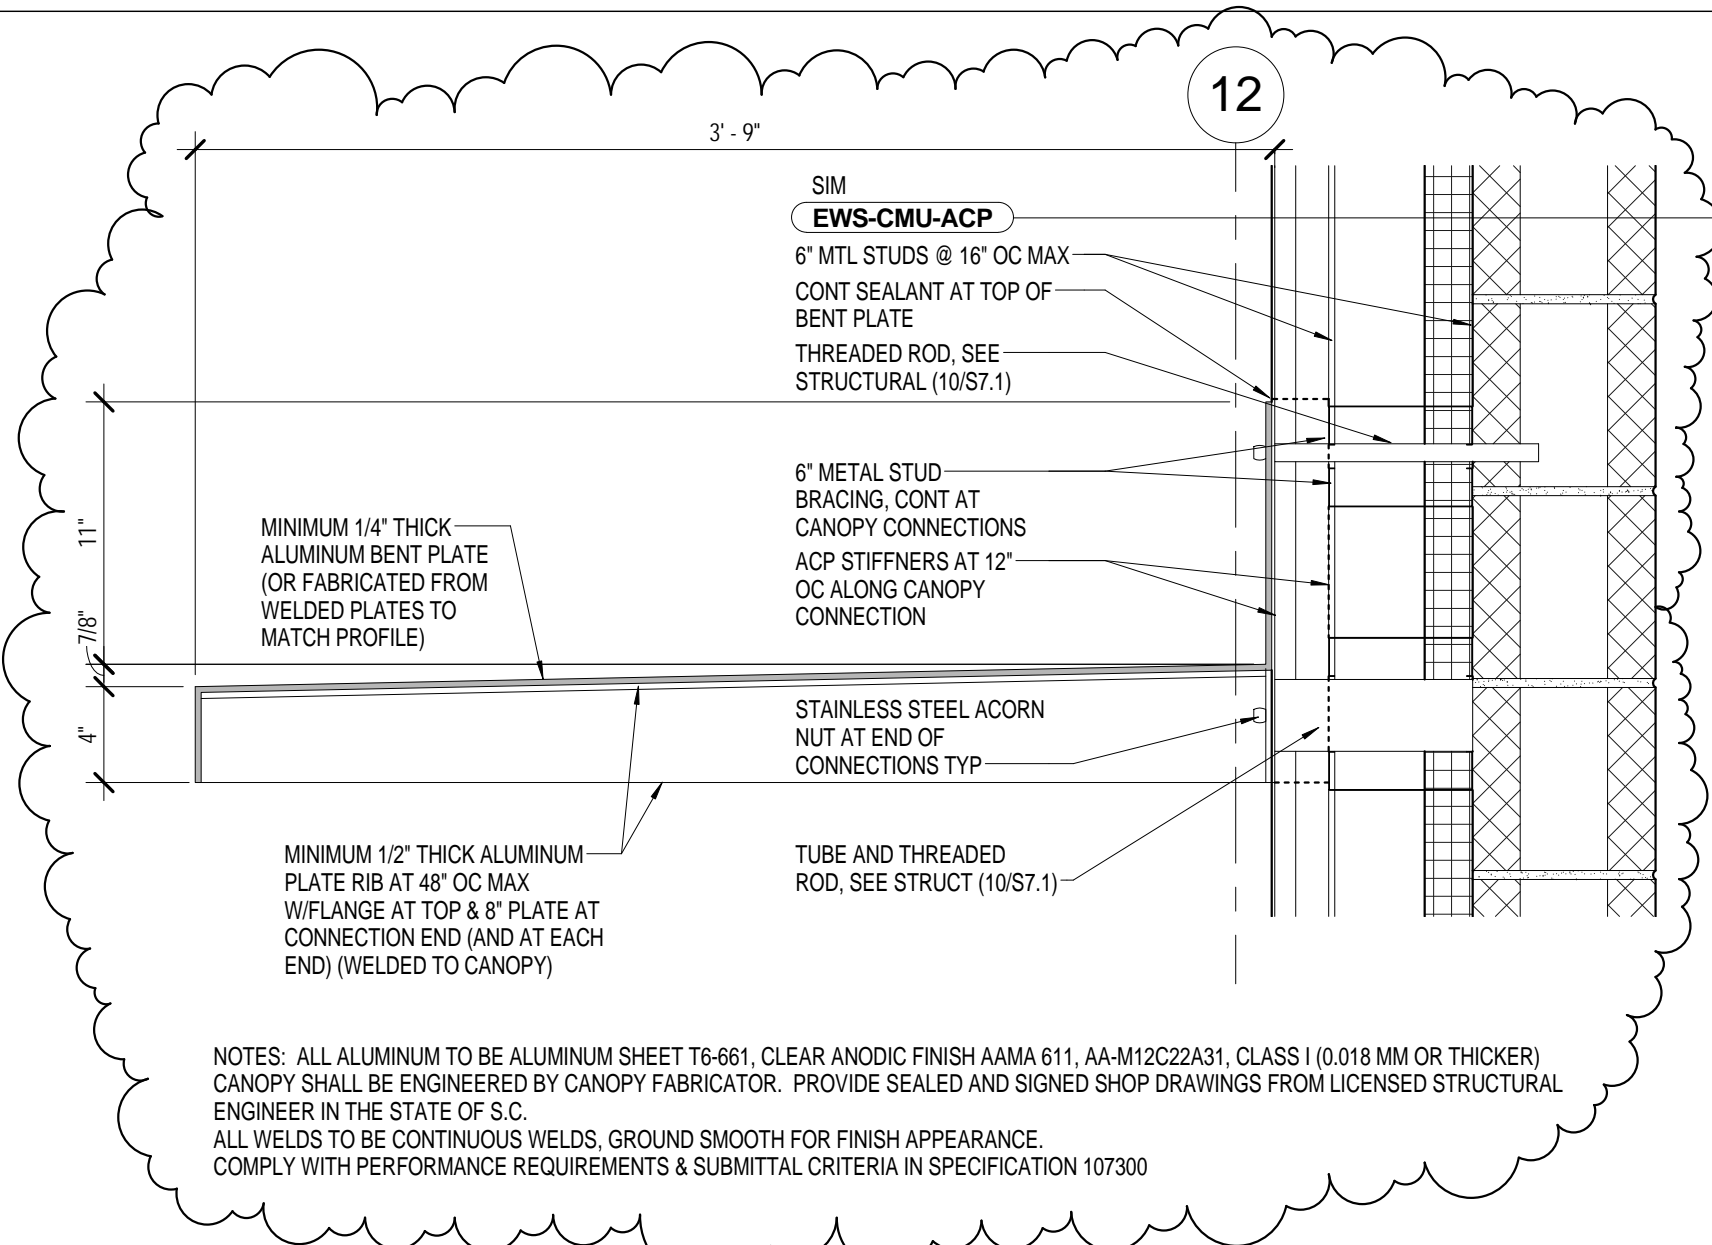 12
3' - 9"
SIM
EWS-CMU-ACP
6" MTL STUDS @ 16" OC MAX
CONT SEALANT AT TOP OF
BENT PLATE
THREADED ROD, SEE
STRUCTURAL (10/S7.1)
6" METAL STUD
BRACING, CONT AT
CANOPY CONNECTIONS
ACP STIFFNERS AT 12"
OC ALONG CANOPY
CONNECTION
11"
7/8"
4"
MINIMUM 1/4" THICK
ALUMINUM BENT PLATE
(OR FABRICATED FROM
WELDED PLATES TO
MATCH PROFILE)
STAINLESS STEEL ACORN
NUT AT END OF
CONNECTIONS TYP
MINIMUM 1/2" THICK ALUMINUM
PLATE RIB AT 48" OC MAX
W/FLANGE AT TOP & 8" PLATE AT
CONNECTION END (AND AT EACH
END) (WELDED TO CANOPY)
TUBE AND THREADED
ROD, SEE STRUCT (10/S7.1)
NOTES: ALL ALUMINUM TO BE ALUMINUM SHEET T6-661, CLEAR ANODIC FINISH AAMA 611, AA-M12C22A31, CLASS I (0.018 MM OR THICKER)
CANOPY SHALL BE ENGINEERED BY CANOPY FABRICATOR. PROVIDE SEALED AND SIGNED SHOP DRAWINGS FROM LICENSED STRUCTURAL
ENGINEER IN THE STATE OF S.C.
ALL WELDS TO BE CONTINUOUS WELDS, GROUND SMOOTH FOR FINISH APPEARANCE.
COMPLY WITH PERFORMANCE REQUIREMENTS & SUBMITTAL CRITERIA IN SPECIFICATION 107300